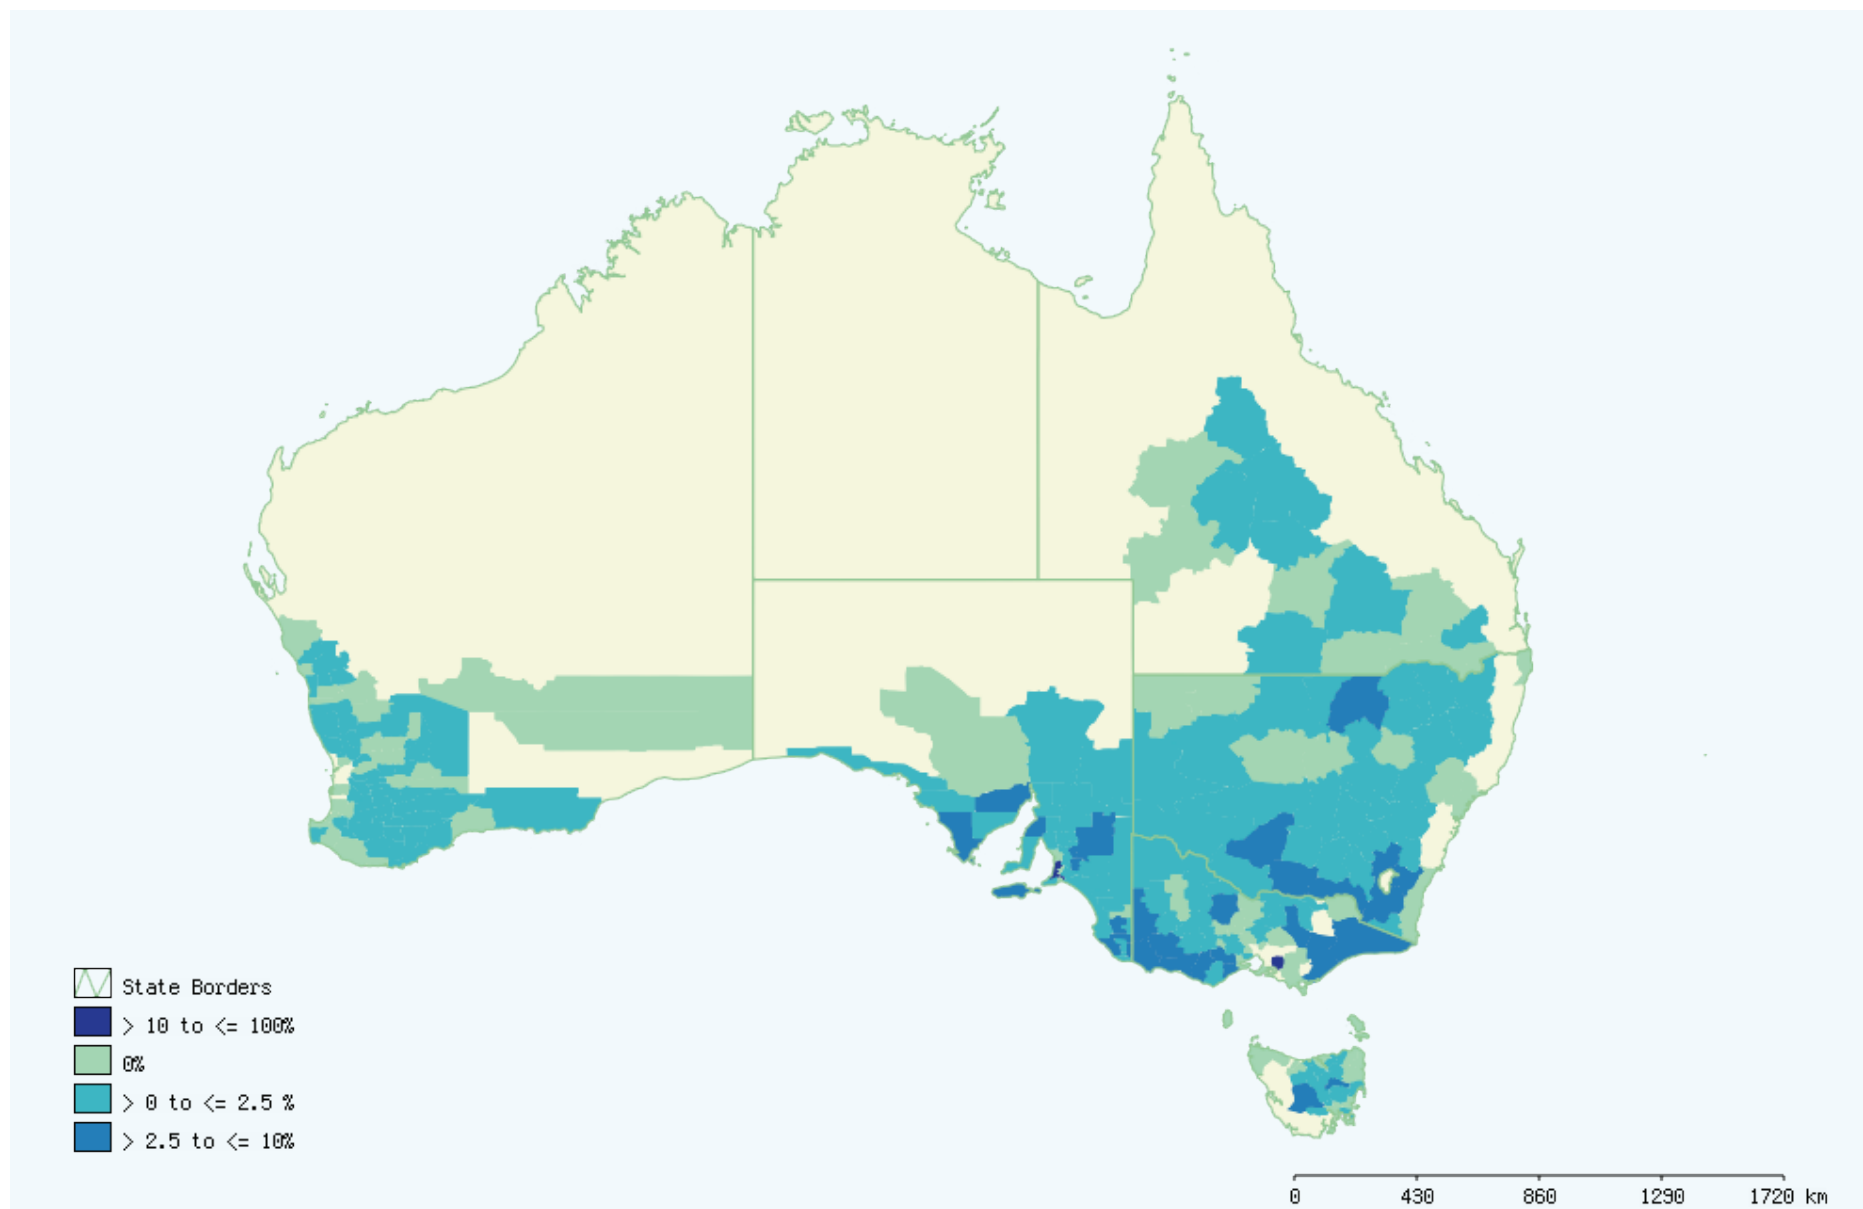 State Borders
> 10 to <= 100%
0%
> 0 to <= 2.5 %
> 2.5 to <= 10%
0 430 860 1290 1720 km